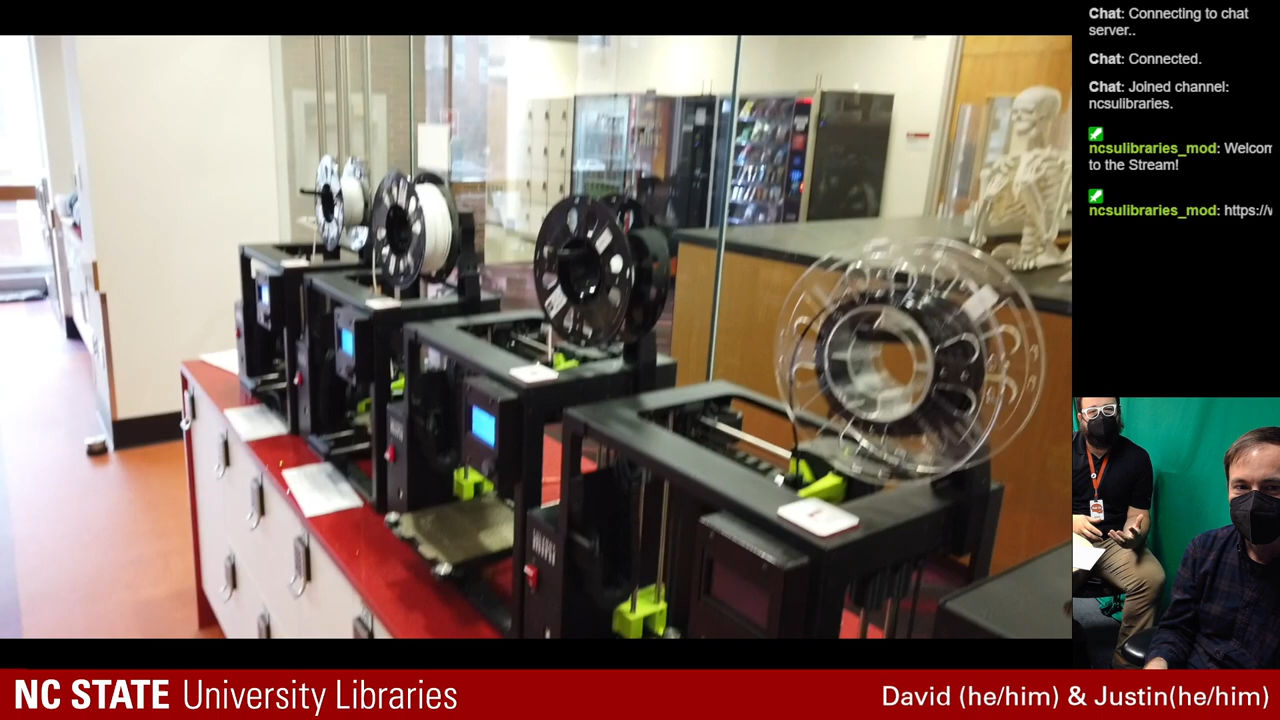 Chat: Connecting to chat
server..
Chat: Connected.
Chat: Joined channel:
ncsulibraries.
ncsulibraries_mod: Welcom
to the Stream!
ncsulibraries_mod: https://v
NC STATE University Libraries
David (he/him) & Justin(he/him)